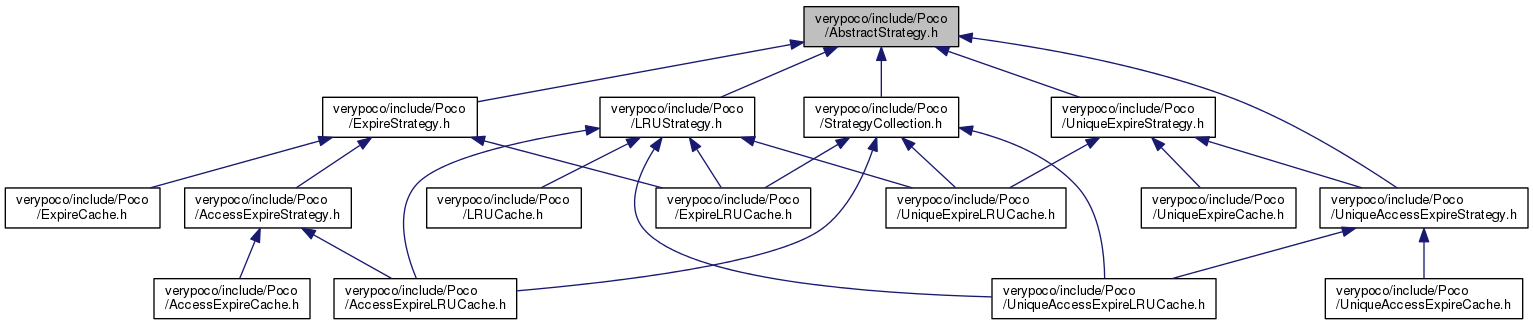 verypoco/include/Poco
/AbstractStrategy.h
verypoco/include/Poco
/ExpireStrategy.h
verypoco/include/Poco
/LRUStrategy.h
verypoco/include/Poco
/StrategyCollection.h
verypoco/include/Poco
/UniqueExpireStrategy.h
verypoco/include/Poco
/ExpireCache.h
verypoco/include/Poco
/AccessExpireStrategy.h
verypoco/include/Poco
/LRUCache.h
verypoco/include/Poco
/ExpireLRUCache.h
verypoco/include/Poco
/UniqueExpireLRUCache.h
verypoco/include/Poco
/UniqueExpireCache.h
verypoco/include/Poco
/UniqueAccessExpireStrategy.h
verypoco/include/Poco
/AccessExpireCache.h
verypoco/include/Poco
/AccessExpireLRUCache.h
verypoco/include/Poco
/UniqueAccessExpireLRUCache.h
verypoco/include/Poco
/UniqueAccessExpireCache.h